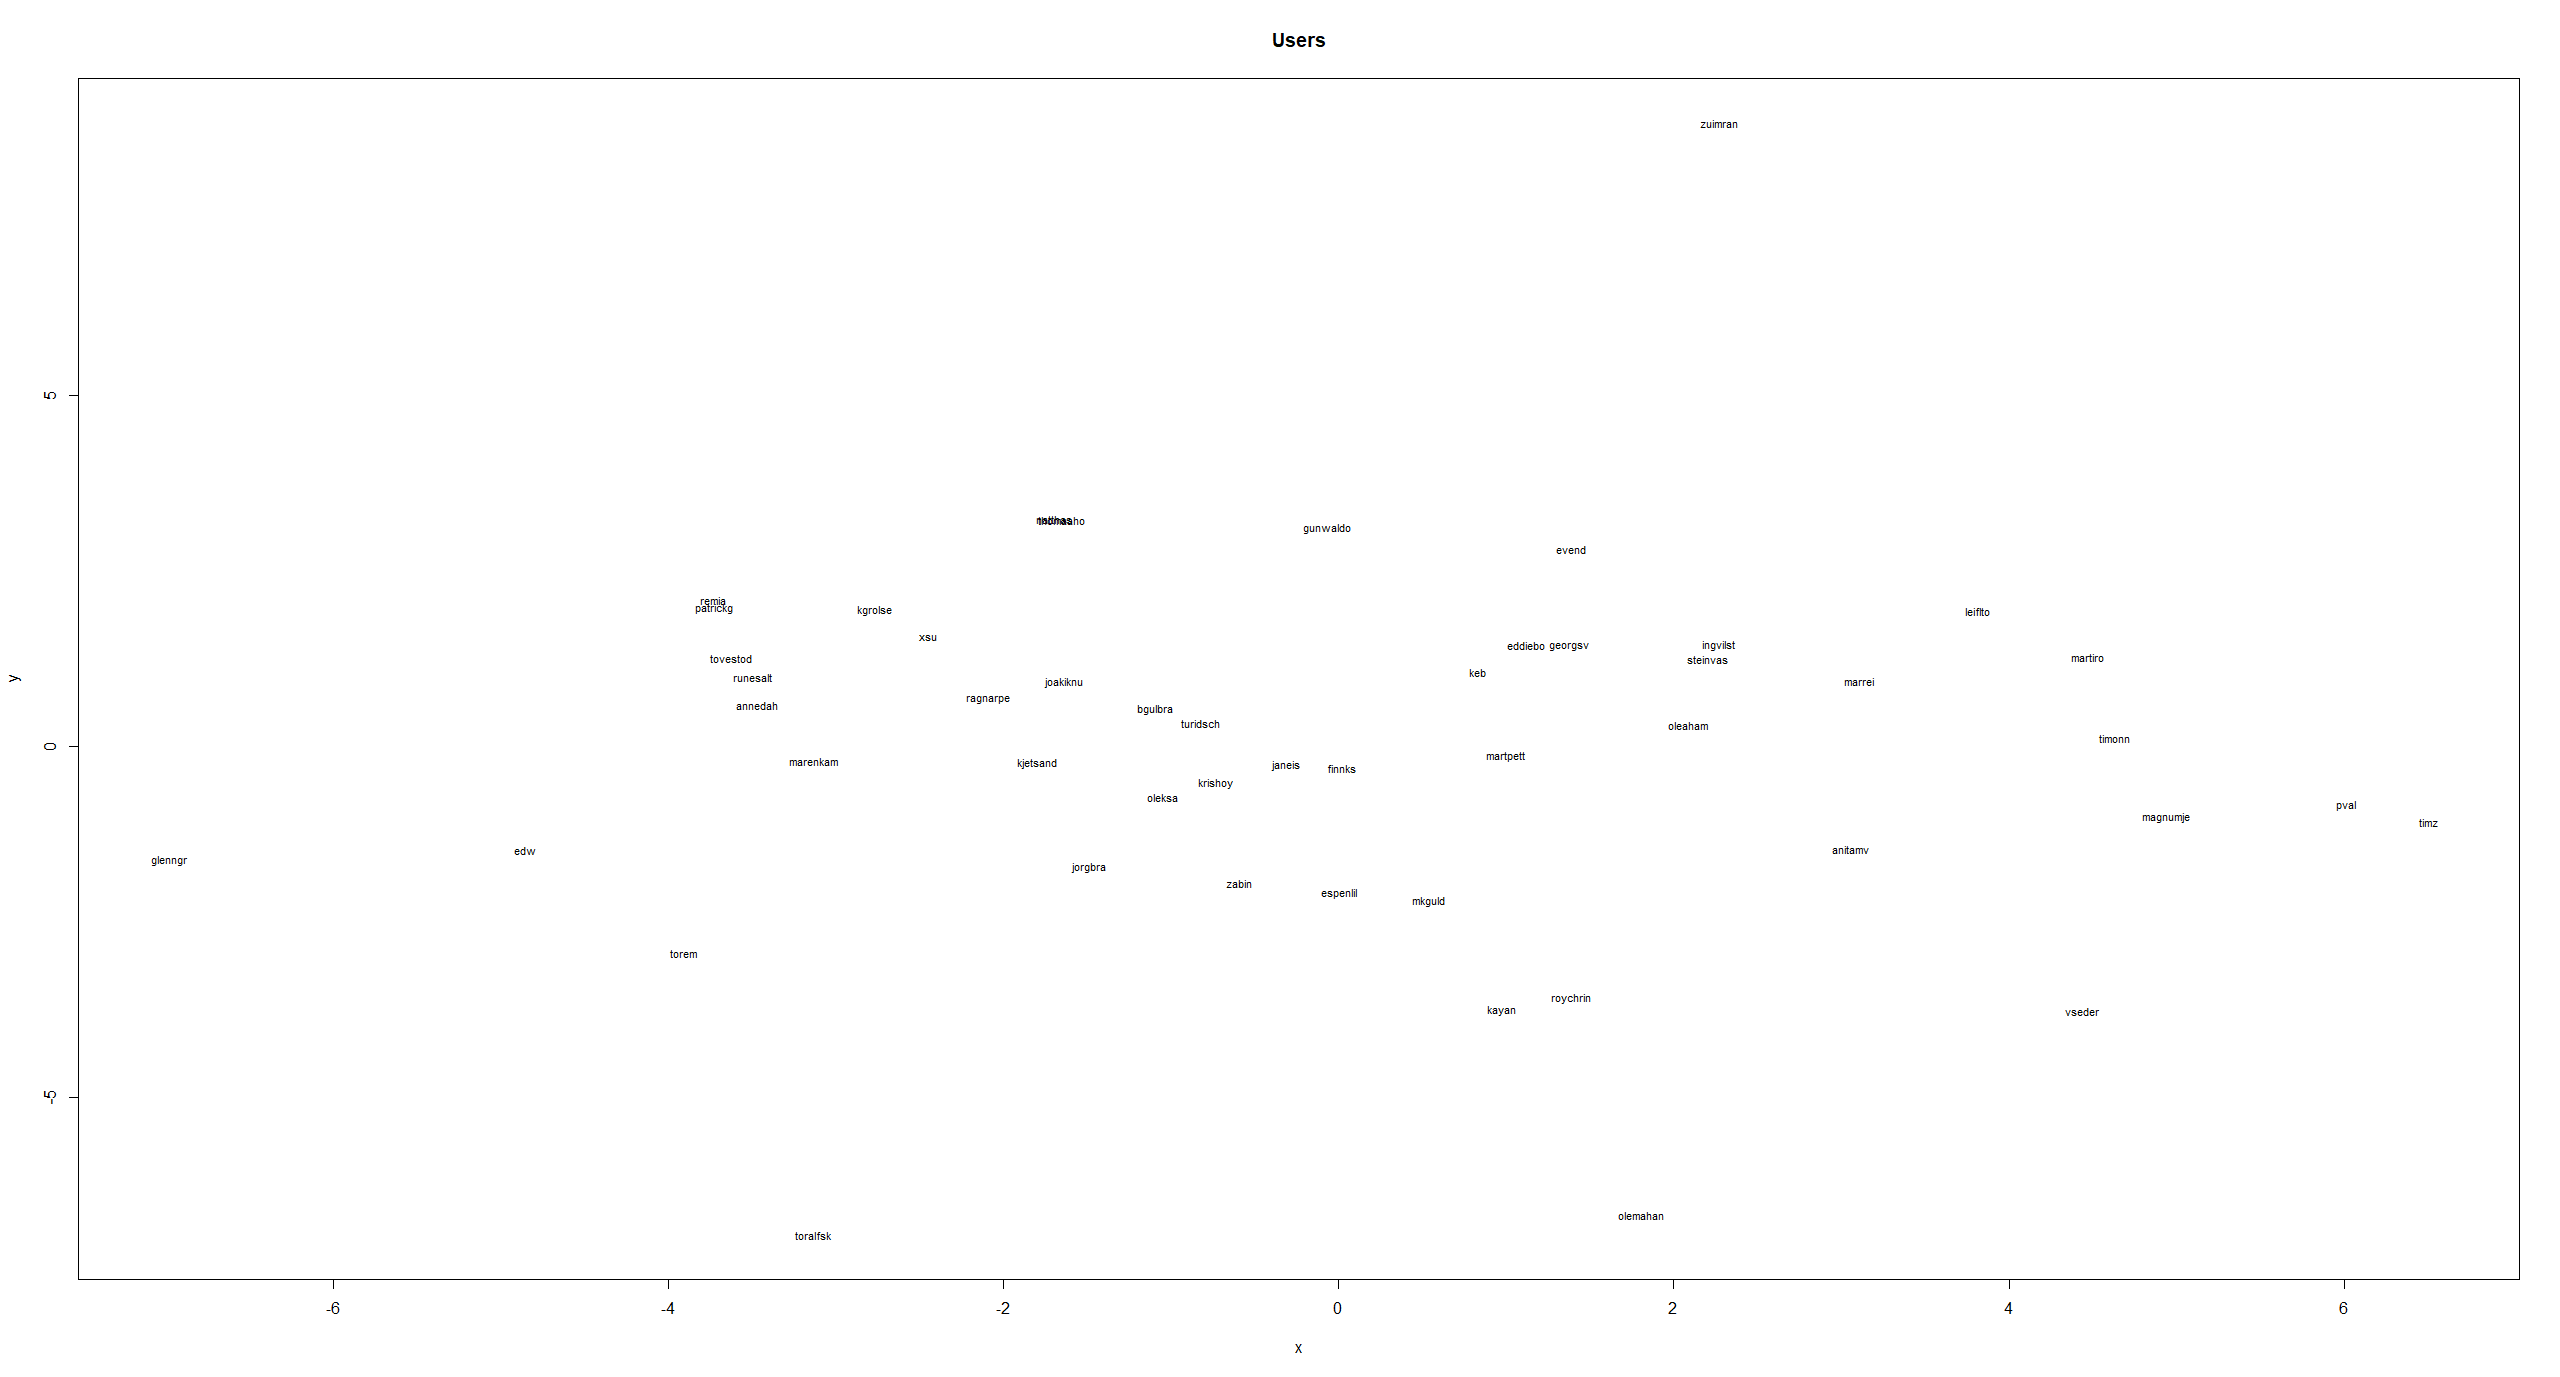 Users
zuimran
5
thomasho
gunwaldo
evend
remia
patrickg
kgrolse
leiflto
xsu
eddiebo georgsv
ingvilst
tovestod
steinvas
martiro
keb
y
runesalt
joakiknu
marrei
ragnarpe
annedah
bgulbra
turidsch
oleaham
timonn
0
martpett
marenkam
kjetsand
janeis
finnks
krishoy
oleksa
pval
magnumje
timz
edw
anitamv
glenngr
jorgbra
zabin
espenlil
mkguld
torem
roychrin
kayan
vseder
-5
olemahan
toralfsk
-6 -4 -2 0 2 4 6
x